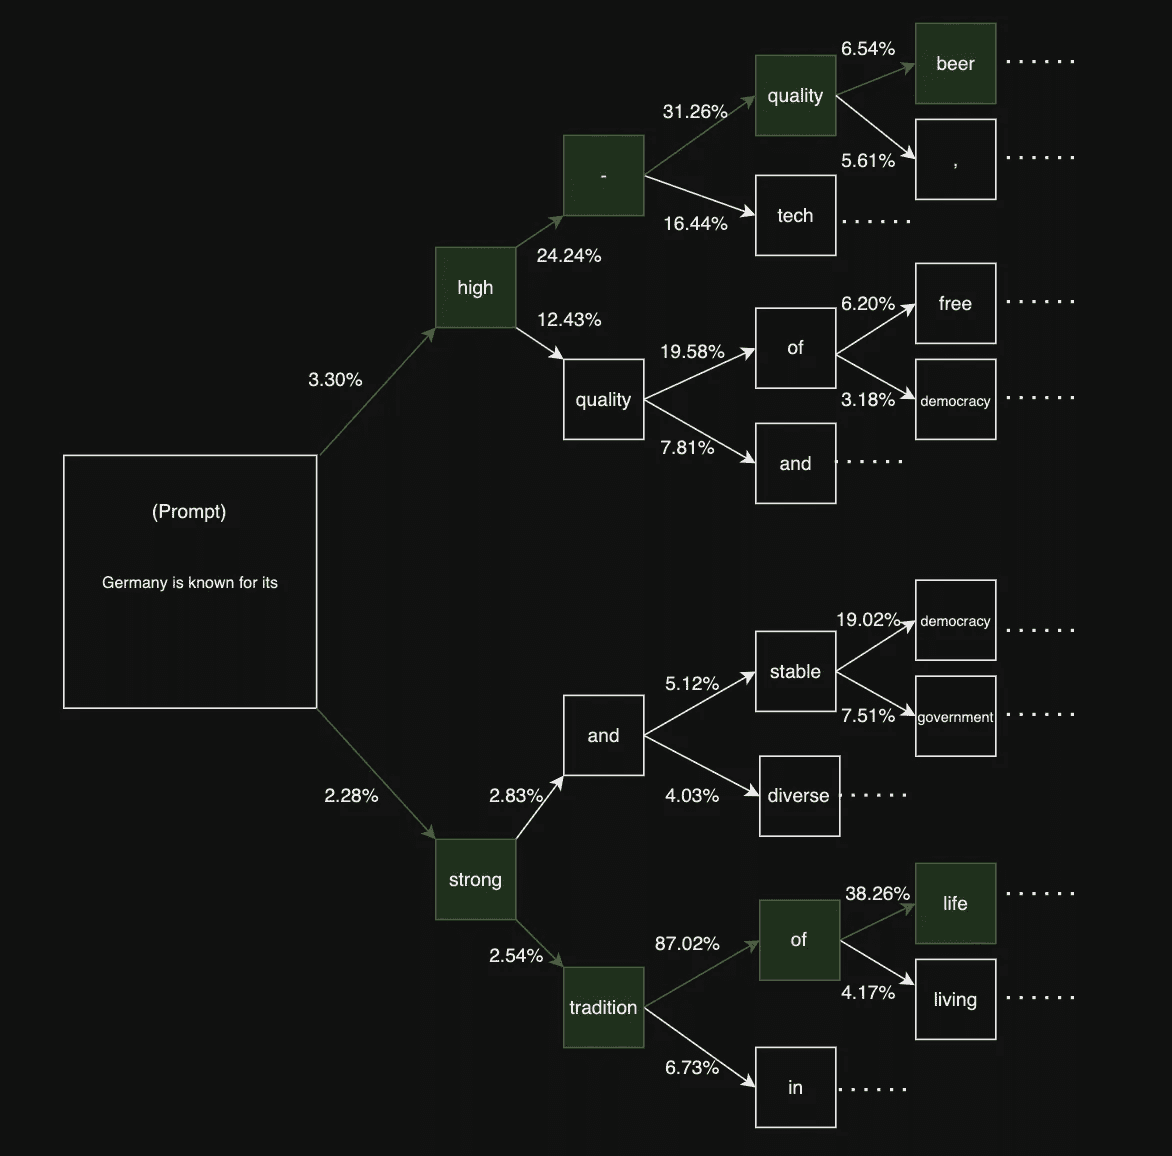 6.54%
beer
quality
31.26%
5.61%
,
-
16.44%
tech
24.24%
high
12.43%
6.20%
free
19.58%
of
3.18%
democracy
quality
7.81%
and
3.30%
(Prompt)
Germany is known for its
19.02%
democracy
5.12%
stable
7.51%
government
and
4.03%
diverse
2.28%
2.83%
strong
38.26%
life
87.02%
of
2.54%
4.17%
living
tradition
6.73%
in